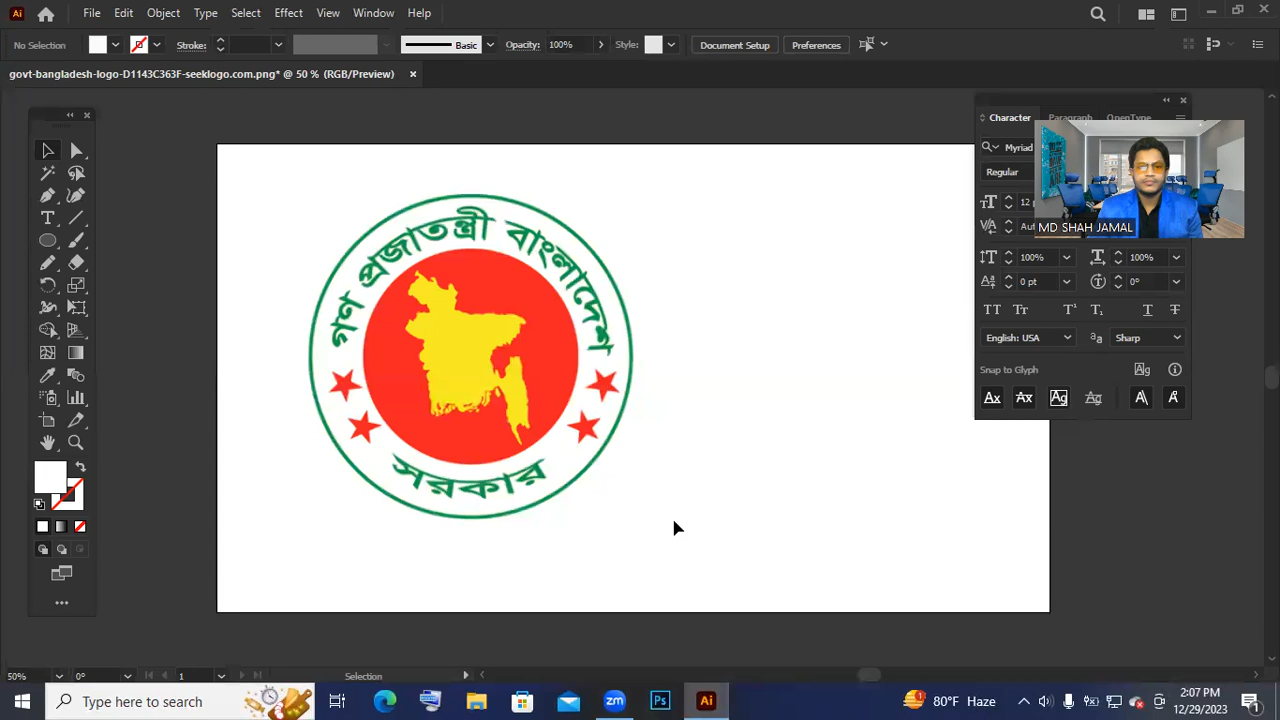 File Edit Object Type Select Effect View Window Help
No Selection Stroke: Basic Opacity: 100% Style: Document Setup Preferences
govt-bangladesh-logo-D1143C363F-seeklogo.com.png* @ 50 % (RGB/Preview)
Character Paragraph OpenType
Myriad
Regular
12
MD SHAH JAMAL
100% 100%
0 pt 0°
English: USA Sharp
Snap to Glyph
গণ প্রজাতন্ত্রী বাংলাদেশ
সরকার
50% 0° 1 Selection
Type here to search
zm
Ps
Ai
80°F Haze
2:07 PM
12/29/2023